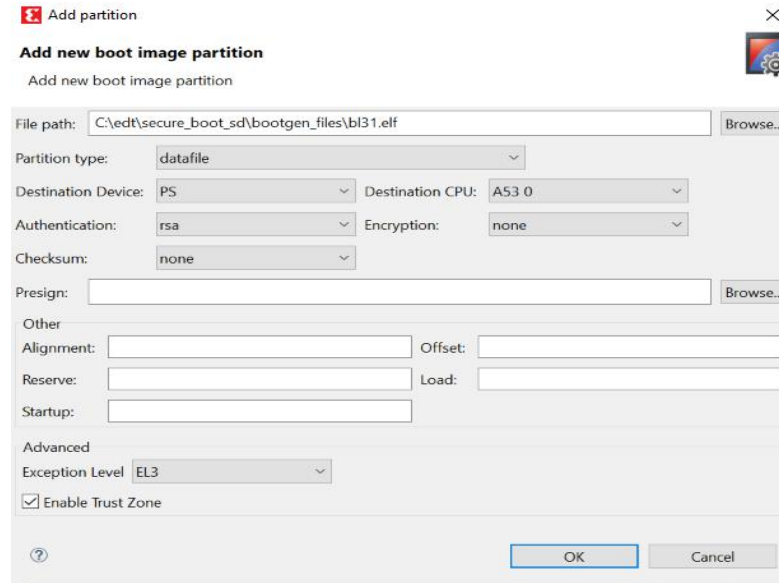 Add partition
Add new boot image partition
Add new boot image partition
File path: C:\edt\secure_boot_sd\bootgen_files\bl31.elf Browse..
Partition type: datafile
Destination Device: PS Destination CPU: A53 0
Authentication: rsa Encryption: none
Checksum: none
Presign: Browse..
Other
Alignment: Offset:
Reserve: Load:
Startup:
Advanced
Exception Level EL3
Enable Trust Zone
OK Cancel